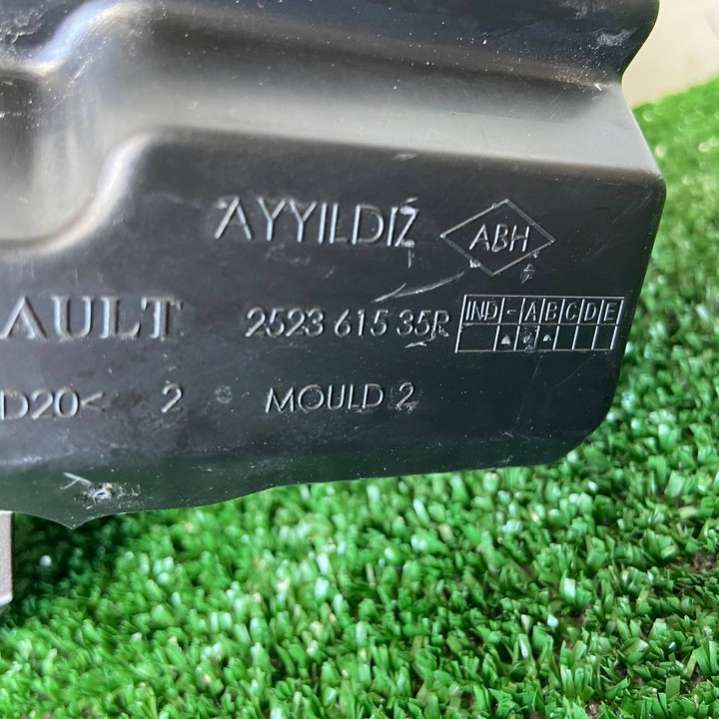 AYYILDIZ ABH
AULT 2523 615 35R IND - A B C D E
D20< 2 MOULD 2